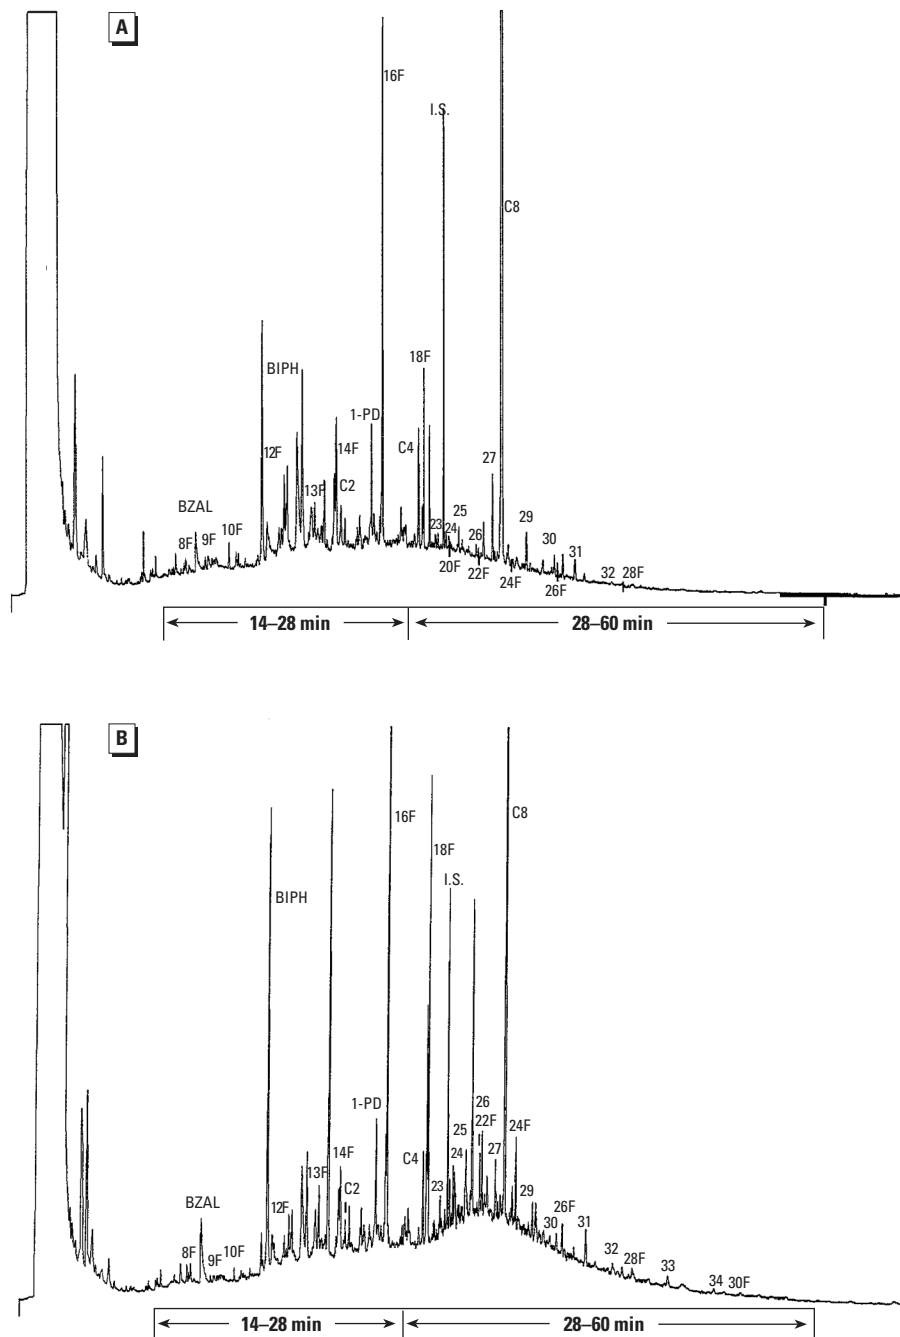 A
16F
I.S.
C8
18F
BIPH
1-PD
12F
14F
C4
27
13F
C2
BZAL
25
29
23
24
10F
26
30
8F
9F
20F
31
22F
24F
26F
32
28F
14–28 min
28–60 min
B
16F
C8
18F
I.S.
BIPH
1-PD
26
22F
24F
25
14F
C4
24
27
13F
C2
23
BZAL
12F
29
26F
30
31
8F
9F
10F
32
28F
33
34
30F
14–28 min
28–60 min